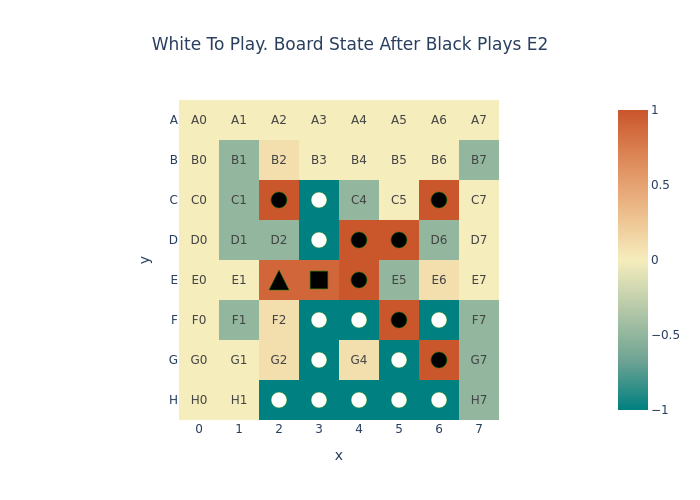 White To Play. Board State After Black Plays E2
A A0 A1 A2 A3 A4 A5 A6 A7 1
B B0 B1 B2 B3 B4 B5 B6 B7
0.5
C C0 C1 C4 C5 C7
D D0 D1 D2 D6 D7
0
y
E E0 E1 E5 E6 E7
F F0 F1 F2 F7
−0.5
G G0 G1 G2 G4 G7
H H0 H1 H7
−1
0 1 2 3 4 5 6 7
x